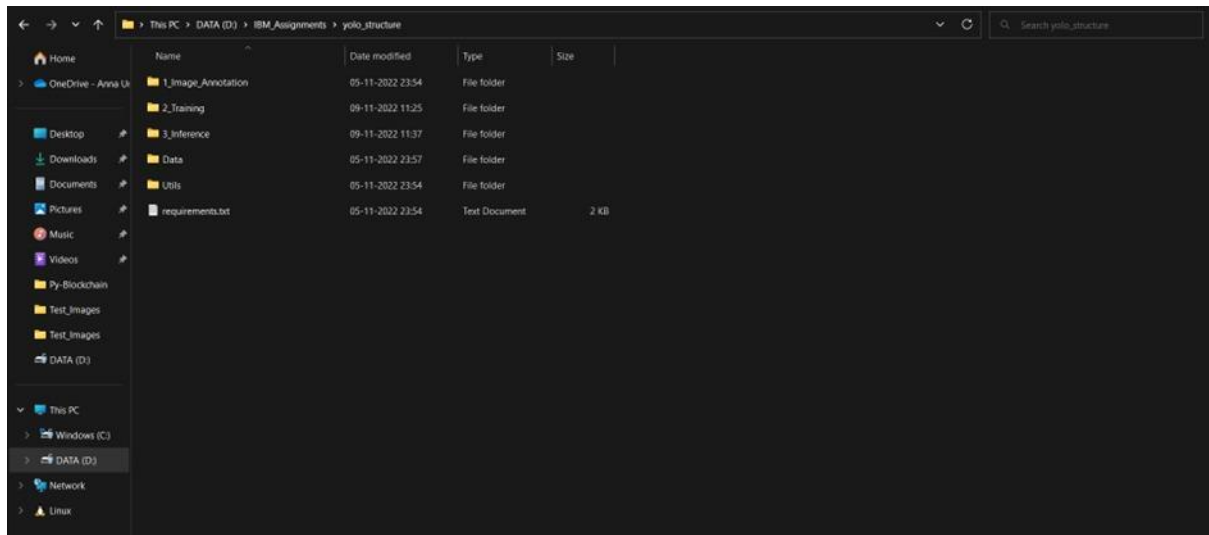 This PC > DATA (D:) > IBM_Assignments > yolo_structure
Search yolo_structure
Home
OneDrive - Anna Ui
Desktop
Downloads
Documents
Pictures
Music
Videos
Py-Blockchain
Test_Images
Test_Images
DATA (D:)
This PC
Windows (C:)
DATA (D:)
Network
Linux
Name Date modified Type Size
1_Image_Annotation 05-11-2022 23:54 File folder
2_Training 09-11-2022 11:25 File folder
3_Inference 09-11-2022 11:37 File folder
Data 05-11-2022 23:57 File folder
Utils 05-11-2022 23:54 File folder
requirements.txt 05-11-2022 23:54 Text Document 2 KB